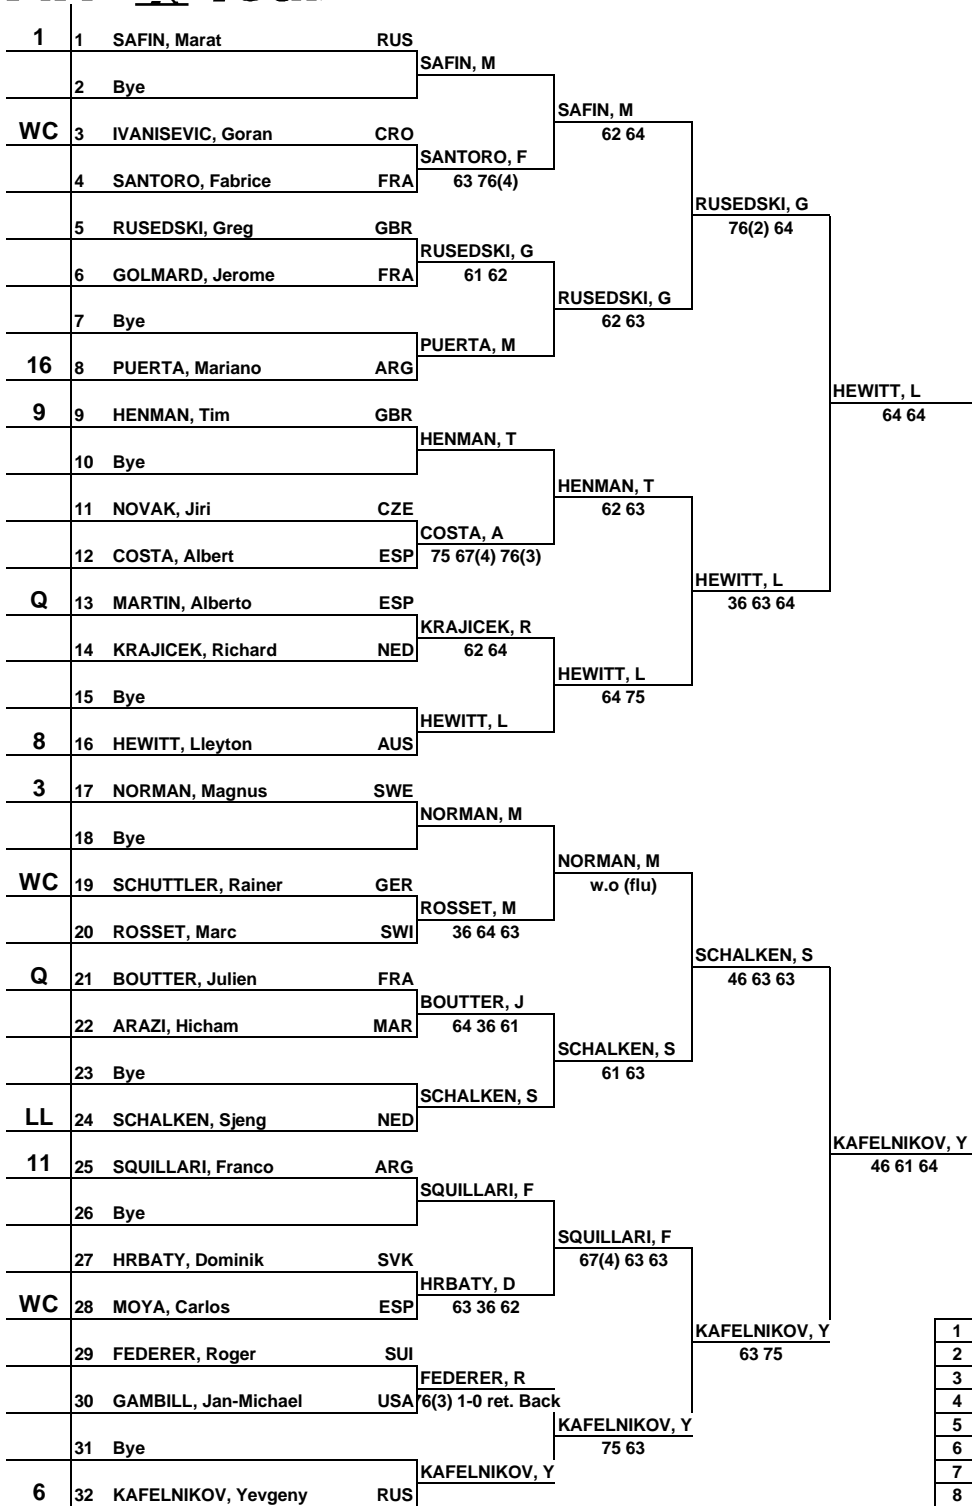 1 1 SAFIN, Marat RUS
SAFIN, M
2 Bye
SAFIN, M
WC 3 IVANISEVIC, Goran CRO
62 64
SANTORO, F
4 SANTORO, Fabrice FRA
63 76(4)
RUSEDSKI, G
5 RUSEDSKI, Greg GBR
76(2) 64
RUSEDSKI, G
6 GOLMARD, Jerome FRA
61 62
RUSEDSKI, G
7 Bye
62 63
PUERTA, M
16 8 PUERTA, Mariano ARG
HEWITT, L
64 64
9 9 HENMAN, Tim GBR
HENMAN, T
10 Bye
HENMAN, T
11 NOVAK, Jiri CZE
62 63
COSTA, A
12 COSTA, Albert ESP
75 67(4) 76(3)
HEWITT, L
Q 13 MARTIN, Alberto ESP
36 63 64
KRAJICEK, R
14 KRAJICEK, Richard NED
62 64
HEWITT, L
15 Bye
64 75
HEWITT, L
8 16 HEWITT, Lleyton AUS
3 17 NORMAN, Magnus SWE
NORMAN, M
18 Bye
NORMAN, M
WC 19 SCHUTTLER, Rainer GER
w.o (flu)
ROSSET, M
20 ROSSET, Marc SWI
36 64 63
SCHALKEN, S
Q 21 BOUTTER, Julien FRA
46 63 63
BOUTTER, J
22 ARAZI, Hicham MAR
64 36 61
SCHALKEN, S
23 Bye
61 63
SCHALKEN, S
LL 24 SCHALKEN, Sjeng NED
KAFELNIKOV, Y
11 25 SQUILLARI, Franco ARG
46 61 64
SQUILLARI, F
26 Bye
SQUILLARI, F
27 HRBATY, Dominik SVK
67(4) 63 63
HRBATY, D
WC 28 MOYA, Carlos ESP
63 36 62
KAFELNIKOV, Y
1
29 FEDERER, Roger SUI
63 75
2
FEDERER, R
3
30 GAMBILL, Jan-Michael USA
76(3) 1-0 ret. Back
4
KAFELNIKOV, Y
5
31 Bye
75 63
6
KAFELNIKOV, Y
7
6 32 KAFELNIKOV, Yevgeny RUS
8